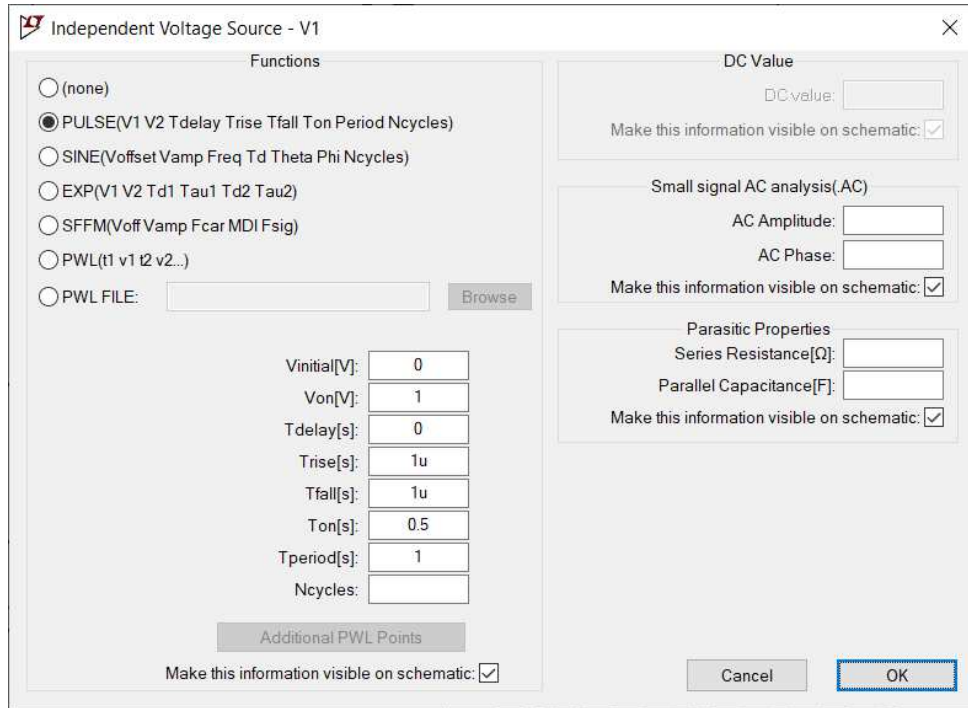 Independent Voltage Source - V1
Functions
(none)
PULSE(V1 V2 Tdelay Trise Tfall Ton Period Ncycles)
SINE(Voffset Vamp Freq Td Theta Phi Ncycles)
EXP(V1 V2 Td1 Tau1 Td2 Tau2)
SFFM(Voff Vamp Fcar MDI Fsig)
PWL(t1 v1 t2 v2...)
PWL FILE: Browse
Vinitial[V]: 0
Von[V]: 1
Tdelay[s]: 0
Trise[s]: 1u
Tfall[s]: 1u
Ton[s]: 0.5
Tperiod[s]: 1
Ncycles:
Additional PWL Points
Make this information visible on schematic:
DC Value
DC value:
Make this information visible on schematic:
Small signal AC analysis(.AC)
AC Amplitude:
AC Phase:
Make this information visible on schematic:
Parasitic Properties
Series Resistance[Ω]:
Parallel Capacitance[F]:
Make this information visible on schematic:
Cancel OK